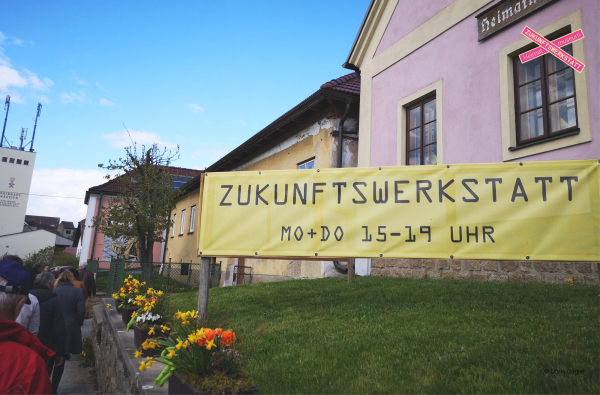 Heimat
ZUKUNFTSWERKSTATT
ZUKUNFTSWERKSTATT
MO+DO 15-19 UHR